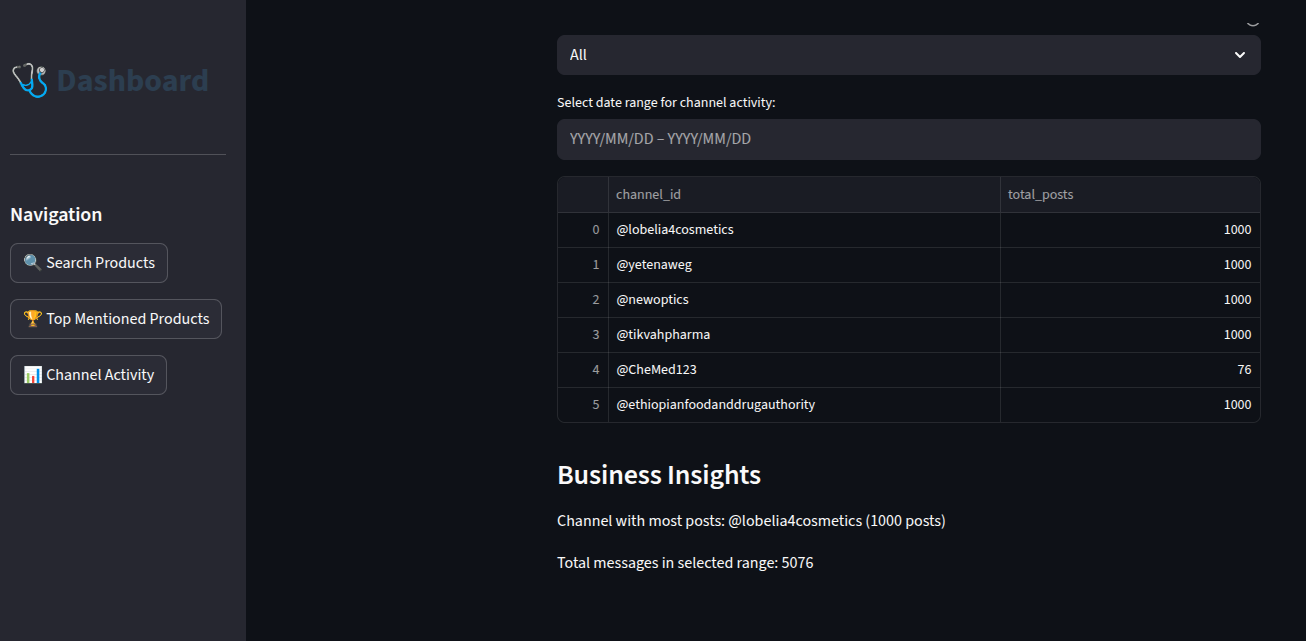 Dashboard
Navigation
Search Products
Top Mentioned Products
Channel Activity
All
Select date range for channel activity:
YYYY/MM/DD – YYYY/MM/DD
channel_id total_posts
0 @lobelia4cosmetics 1000
1 @yetenaweg 1000
2 @newoptics 1000
3 @tikvahpharma 1000
4 @CheMed123 76
5 @ethiopianfoodanddrugauthority 1000
Business Insights
Channel with most posts: @lobelia4cosmetics (1000 posts)
Total messages in selected range: 5076